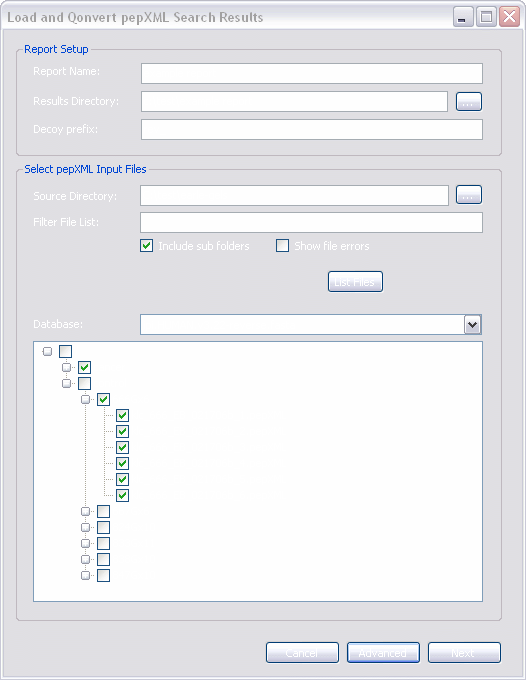 Load and Qonvert pepXML Search Results
Report Setup
Report Name:
Results Directory:
...
Decoy prefix:
Select pepXML Input Files
Source Directory:
...
Filter File List:
Include sub folders
Show file errors
List Files
Database:
Cancel
Advanced
Next